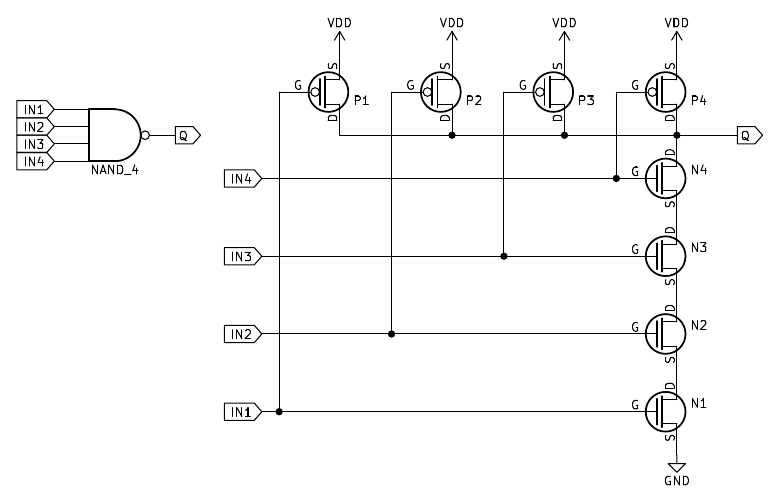 VDD VDD VDD VDD
S S S S
G G G G
P1 P2 P3 P4
D D D D
IN1
IN2
IN3
IN4
Q
NAND_4
Q
D
IN4 G N4
S
D
IN3 G N3
S
D
IN2 G N2
S
D
IN1 G N1
S
GND